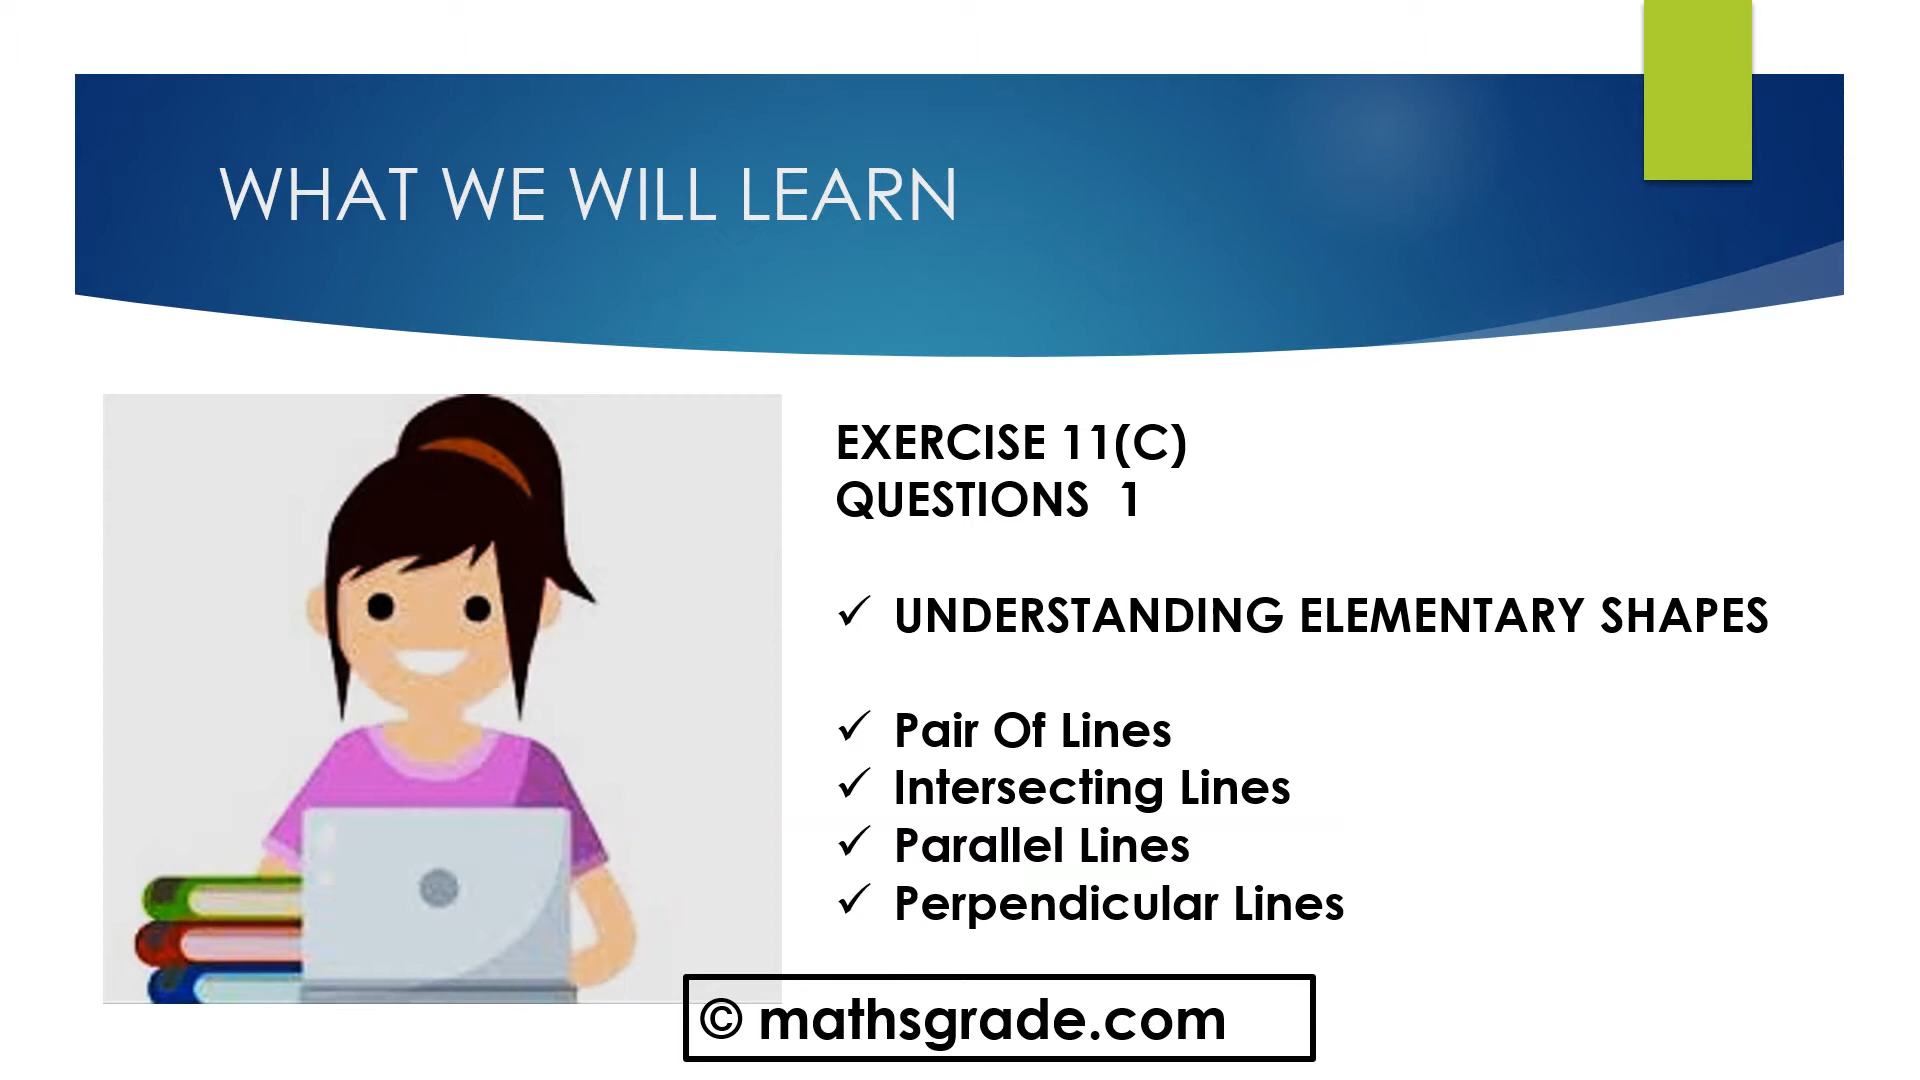 WHAT WE WILL LEARN
EXERCISE 11(C)
QUESTIONS 1
✓ UNDERSTANDING ELEMENTARY SHAPES
✓ Pair Of Lines
✓ Intersecting Lines
✓ Parallel Lines
✓ Perpendicular Lines
© mathsgrade.com